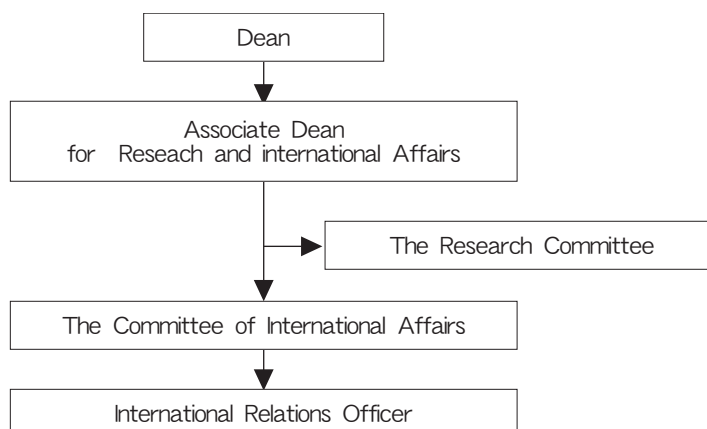 Dean
Associate Dean
for Reseach and international Affairs
The Research Committee
The Committee of International Affairs
International Relations Officer